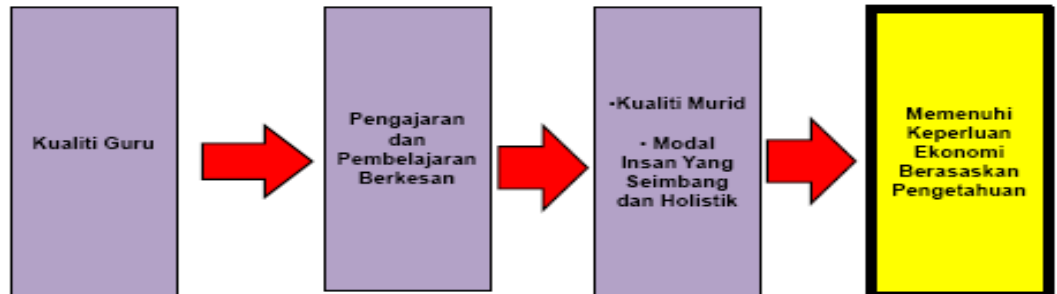 Kualiti Guru
Pengajaran
dan
Pembelajaran
Berkesan
•Kualiti Murid
• Modal
Insan Yang
Seimbang
dan Holistik
Memenuhi
Keperluan
Ekonomi
Berasaskan
Pengetahuan